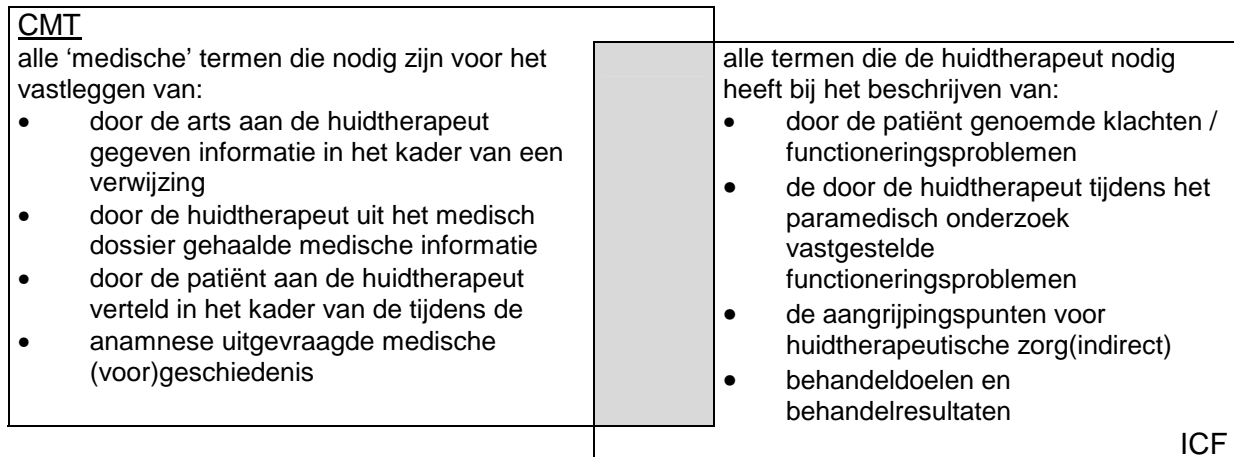 CMT
alle ‘medische’ termen die nodig zijn voor het
vastleggen van:
• door de arts aan de huidtherapeut
gegeven informatie in het kader van een
verwijzing
• door de huidtherapeut uit het medisch
dossier gehaalde medische informatie
• door de patiënt aan de huidtherapeut
verteld in het kader van de tijdens de
• anamnese uitgevraagde medische
(voor)geschiedenis
alle termen die de huidtherapeut nodig
heeft bij het beschrijven van:
• door de patiënt genoemde klachten /
functioneringsproblemen
• de door de huidtherapeut tijdens het
paramedisch onderzoek
vastgestelde
functioneringsproblemen
• de aangrijpingspunten voor
huidtherapeutische zorg(indirect)
• behandeldoelen en
behandelresultaten
ICF